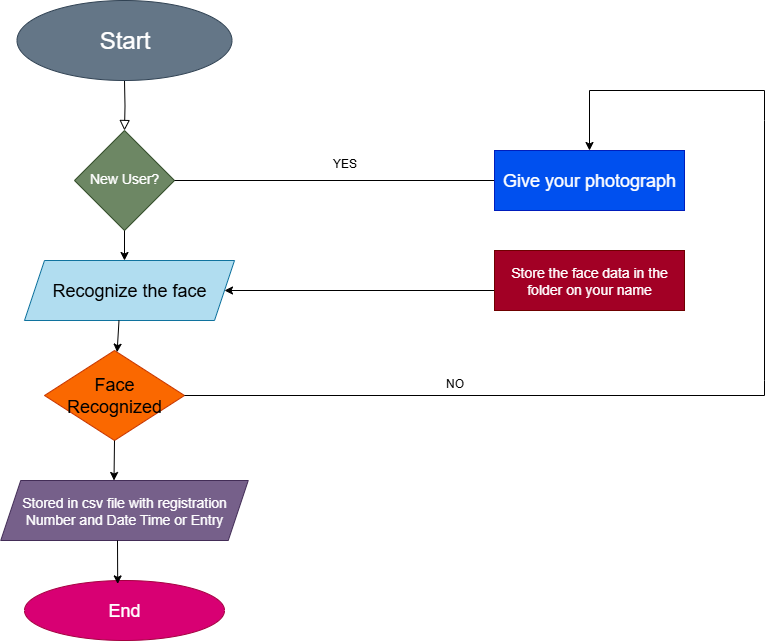 Start
New User?
YES
Give your photograph
Recognize the face
Store the face data in the
folder on your name
Face
Recognized
NO
Stored in csv file with registration
Number and Date Time or Entry
End